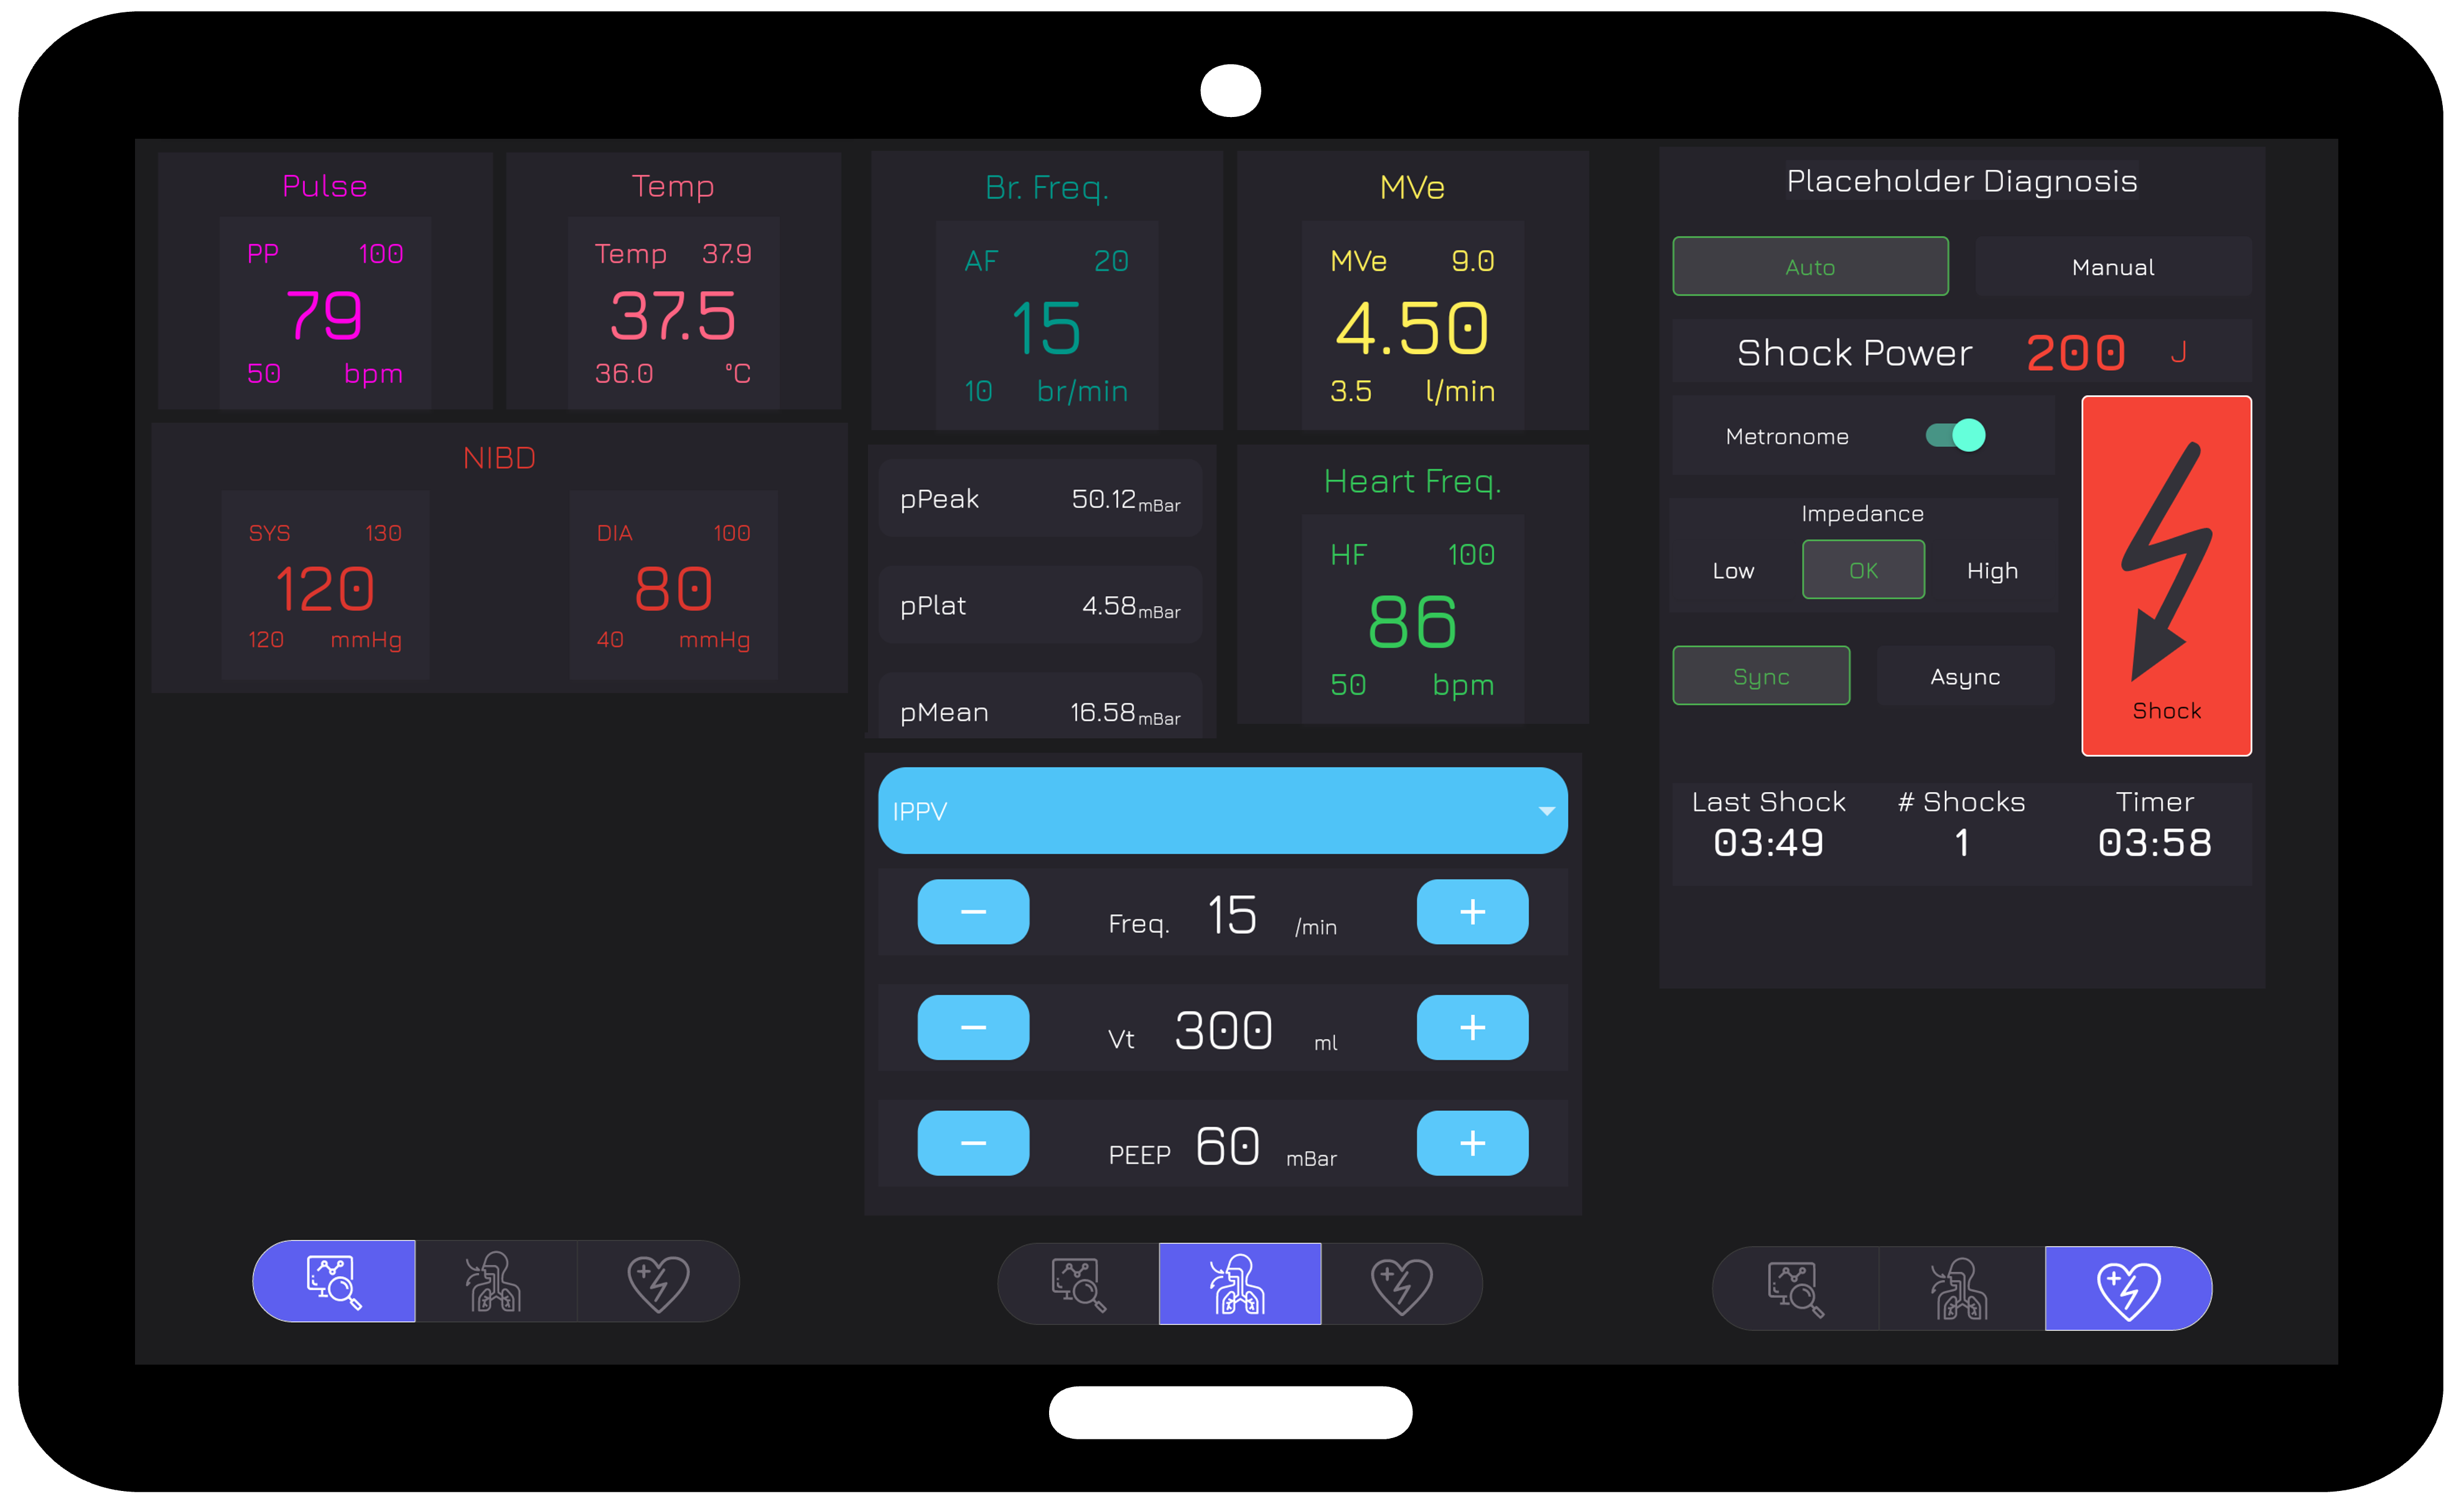 Pulse
PP 100
79
50 bpm
Temp
Temp 37.9
37.5
36.0 °C
NIBD
SYS 130
120
120 mmHg
DIA 100
80
40 mmHg
Br. Freq.
AF 20
15
10 br/min
MVe
MVe 9.0
4.50
3.5 l/min
pPeak 50.12 mBar
pPlat 4.58 mBar
pMean 16.58 mBar
Heart Freq.
HF 100
86
50 bpm
IPPV
− Freq. 15 /min +
− Vt 300 ml +
− PEEP 60 mBar +
Placeholder Diagnosis
Auto Manual
Shock Power 200 J
Metronome
Impedance
Low OK High
Sync Async
Shock
Last Shock # Shocks Timer
03:49 1 03:58